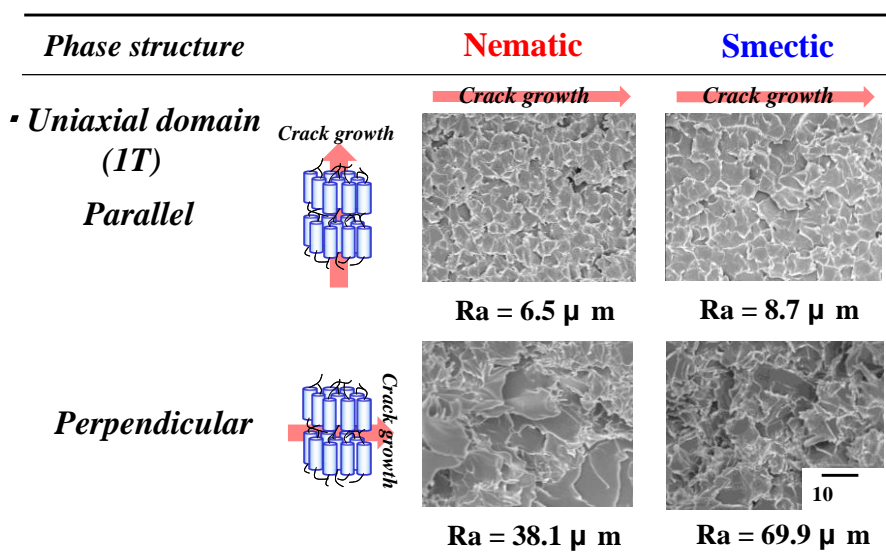 Phase structure Nematic Smectic
Crack growth Crack growth
▪ Uniaxial domain
(1T)
Crack growth
Parallel
Ra = 6.5 μ m Ra = 8.7 μ m
Perpendicular
Crack growth
10
Ra = 38.1 μ m Ra = 69.9 μ m